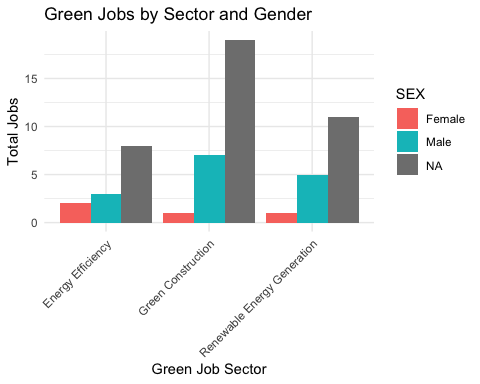 Green Jobs by Sector and Gender
Total Jobs
15
10
5
0
Energy Efficiency
Green Construction
Renewable Energy Generation
Green Job Sector
SEX
Female
Male
NA